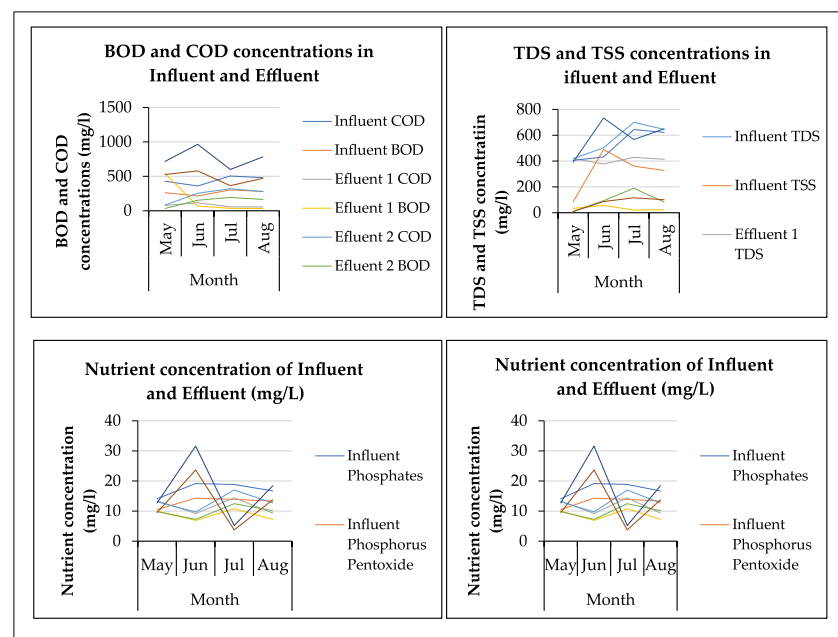 BOD and COD concentrations in
Influent and Effluent
BOD and COD
concentrations (mg/l)
1500
1000
500
0
May
Jun
Jul
Aug
Month
Influent COD
Influent BOD
Efluent 1 COD
Efluent 1 BOD
Efluent 2 COD
Efluent 2 BOD
TDS and TSS concentrations in
ifluent and Efluent
TDS and TSS concntratiin
(mg/l)
800
600
400
200
0
May
Jun
Jul
Aug
Month
Influent TDS
Influent TSS
Effluent 1
TDS
Nutrient concentration of Influent
and Effluent (mg/L)
Nutrient concentration
(mg/l)
40
30
20
10
0
May
Jun
Jul
Aug
Month
Influent
Phosphates
Influent
Phosphorus
Pentoxide
Nutrient concentration of Influent
and Effluent (mg/L)
Nutrient concentration
(mg/l)
40
30
20
10
0
May
Jun
Jul
Aug
Month
Influent
Phosphates
Influent
Phosphorus
Pentoxide